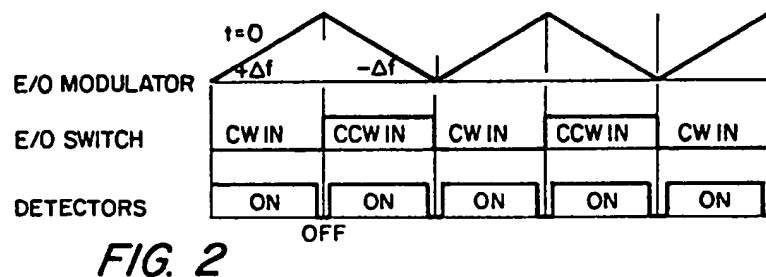 t=0
+Δf -Δf
E/O MODULATOR
E/O SWITCH CW IN CCW IN CW IN CCW IN CW IN
DETECTORS ON ON ON ON ON
OFF
FIG. 2